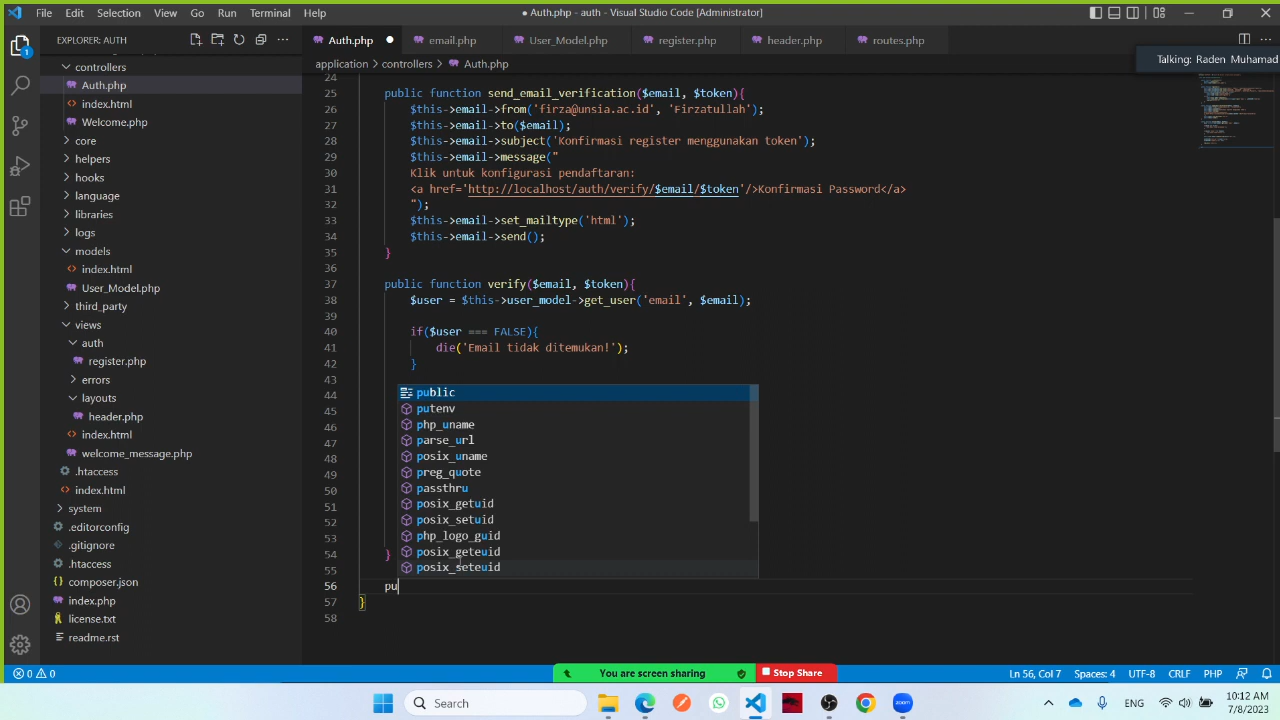 File Edit Selection View Go Run Terminal Help
● Auth.php - auth - Visual Studio Code [Administrator]
EXPLORER: AUTH
Auth.php
email.php
User_Model.php
register.php
header.php
routes.php
Talking: Raden Muhamad
application > controllers > Auth.php
1
controllers
Auth.php
index.html
Welcome.php
core
helpers
hooks
language
libraries
logs
models
index.html
User_Model.php
third_party
views
auth
register.php
errors
layouts
header.php
index.html
welcome_message.php
.htaccess
index.html
system
.editorconfig
.gitignore
.htaccess
composer.json
index.php
license.txt
readme.rst
24
25 public function send_email_verification($email, $token){
26 $this->email->from('firza@unsia.ac.id', 'Firzatullah');
27 $this->email->to($email);
28 $this->email->subject('Konfirmasi register menggunakan token');
29 $this->email->message("
30 Klik untuk konfigurasi pendaftaran:
31 <a href='http://localhost/auth/verify/$email/$token'/>Konfirmasi Password</a>
32 ");
33 $this->email->set_mailtype('html');
34 $this->email->send();
35 }
36
37 public function verify($email, $token){
38 $user = $this->user_model->get_user('email', $email);
39
40 if($user === FALSE){
41 die('Email tidak ditemukan!');
42 }
43
44
45
46
47
48
49
50
51
52
53
54 }
55
56 pu
57 }
58
public
putenv
php_uname
parse_url
posix_uname
preg_quote
passthru
posix_getuid
posix_setuid
php_logo_guid
posix_geteuid
posix_seteuid
0 0
You are screen sharing
Stop Share
Ln 56, Col 7
Spaces: 4
UTF-8
CRLF
PHP
Search
zoom
ENG
10:12 AM
7/8/2023